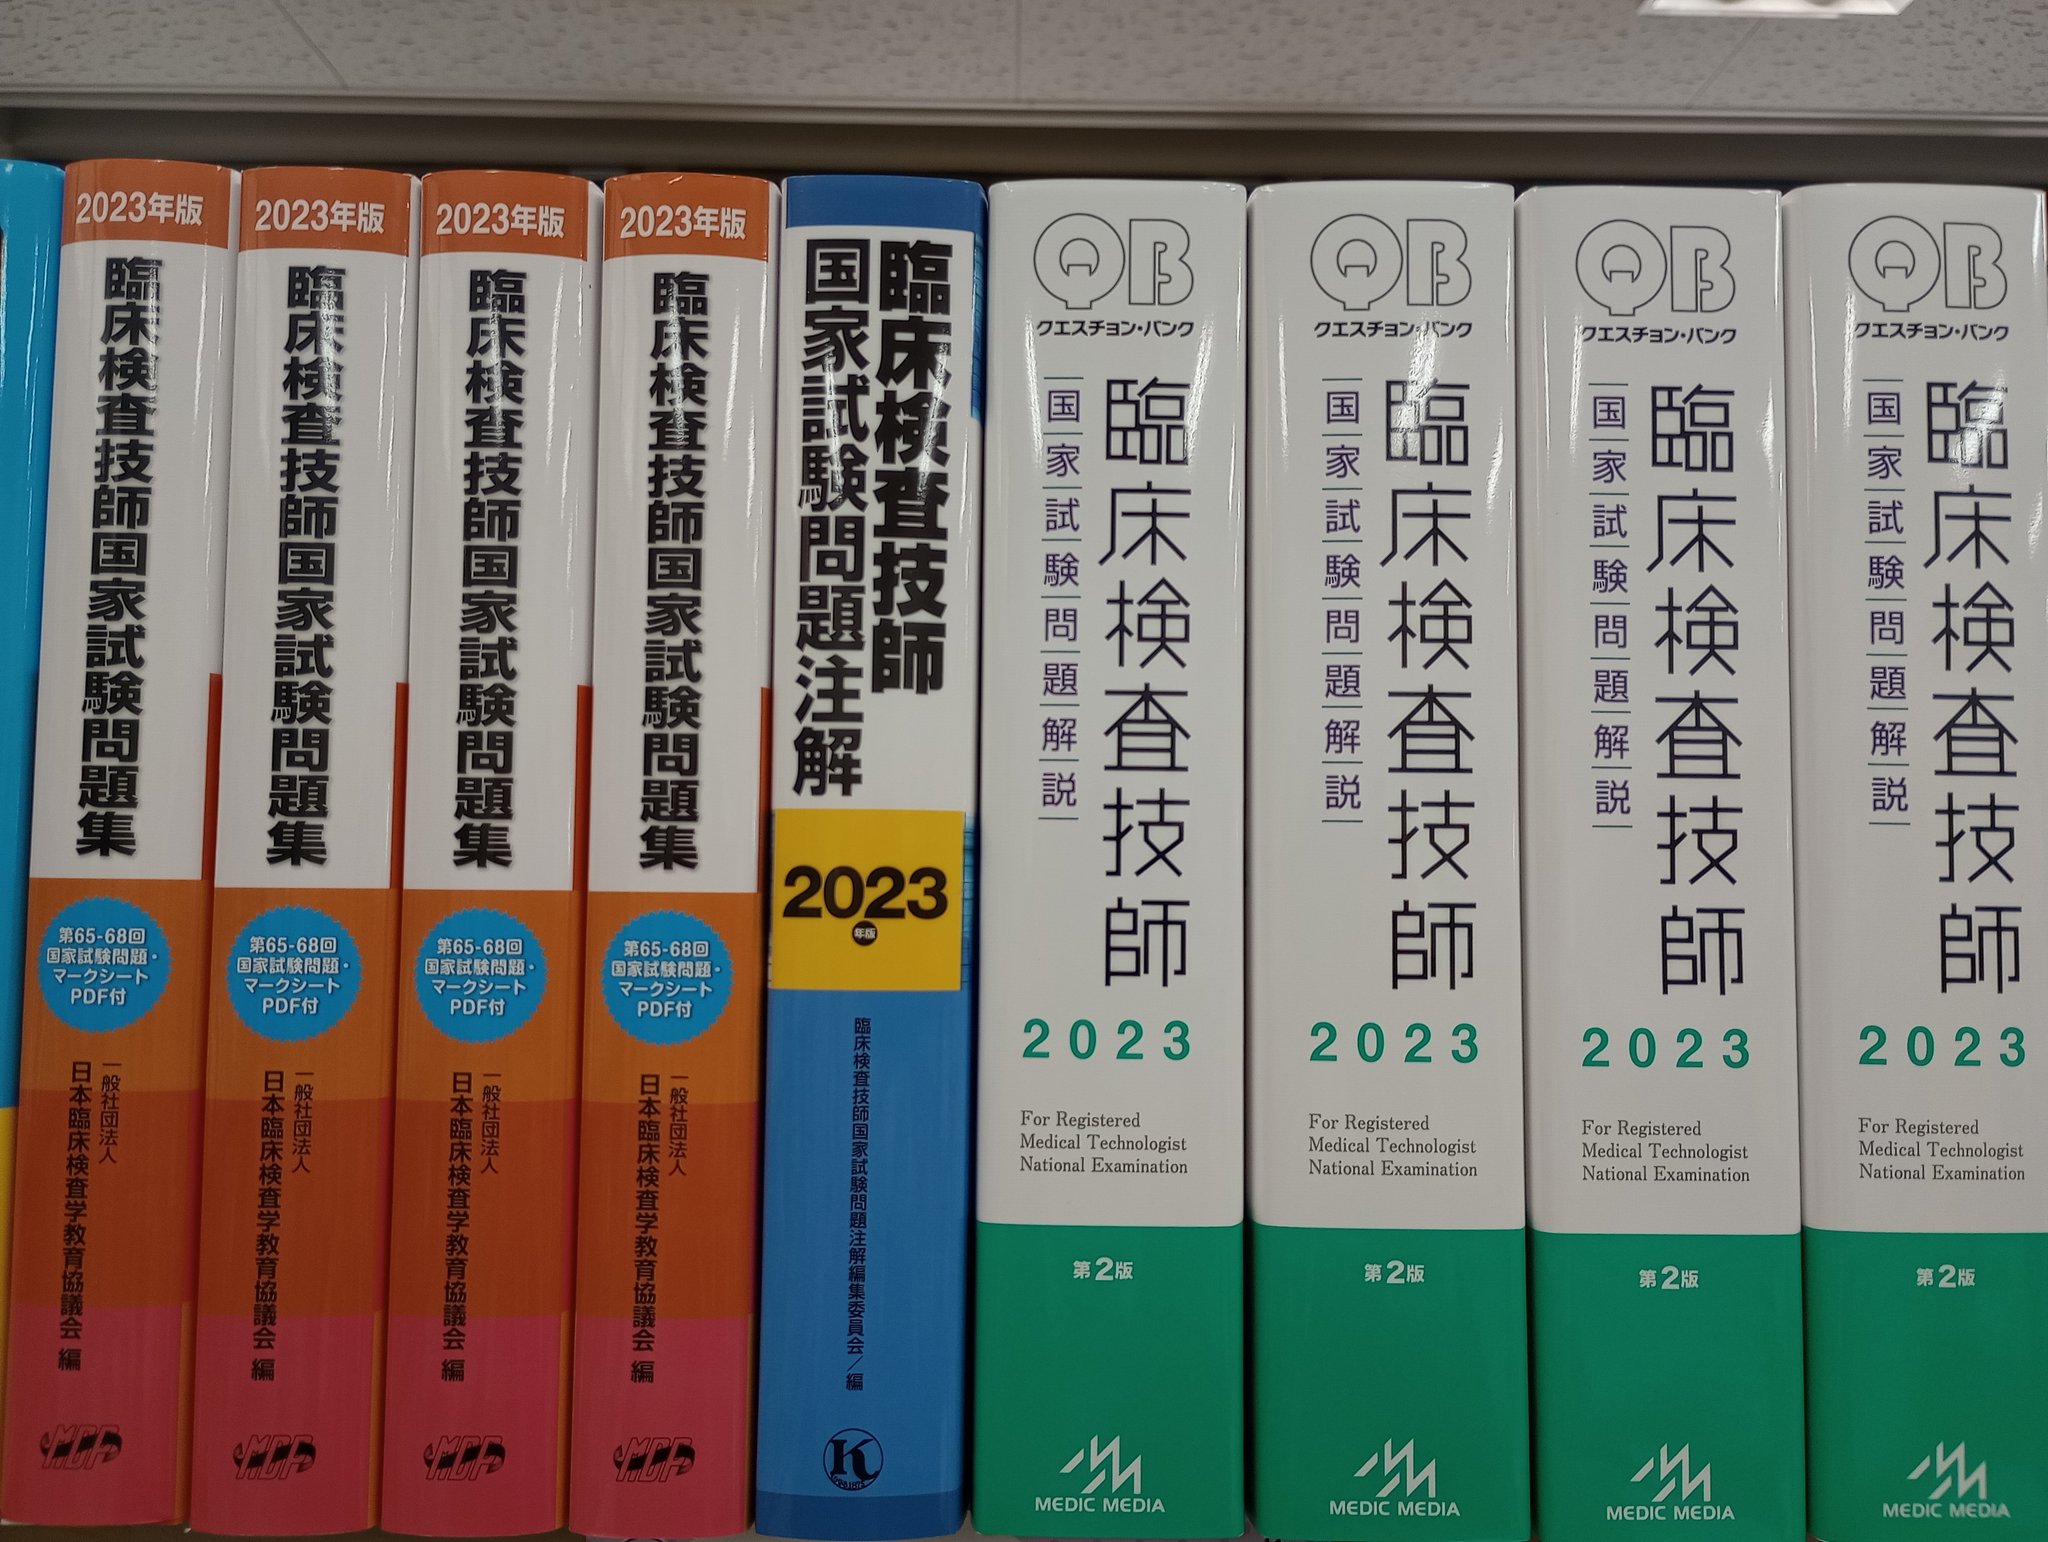 2023年版
臨床検査技師国家試験問題集
第65-68回
国家試験問題・
マークシート
PDF付
一般社団法人
日本臨床検査学教育協議会 編
MDP
2023年版
臨床検査技師国家試験問題集
第65-68回
国家試験問題・
マークシート
PDF付
一般社団法人
日本臨床検査学教育協議会 編
MDP
2023年版
臨床検査技師国家試験問題集
第65-68回
国家試験問題・
マークシート
PDF付
一般社団法人
日本臨床検査学教育協議会 編
MDP
2023年版
臨床検査技師国家試験問題集
第65-68回
国家試験問題・
マークシート
PDF付
一般社団法人
日本臨床検査学教育協議会 編
MDP
臨床検査技師
国家試験問題注解
2023
年版
臨床検査技師国家試験問題注解編集委員会/編
K
QB
クエスチョン・バンク
臨床検査技師
国家試験問題解説
2023
For Registered
Medical Technologist
National Examination
第2版
MEDIC MEDIA
QB
クエスチョン・バンク
臨床検査技師
国家試験問題解説
2023
For Registered
Medical Technologist
National Examination
第2版
MEDIC MEDIA
QB
クエスチョン・バンク
臨床検査技師
国家試験問題解説
2023
For Registered
Medical Technologist
National Examination
第2版
MEDIC MEDIA
QB
クエスチョン・バンク
臨床検査技師
国家試験問題解説
2023
For Registered
Medical Technologist
National Examination
第2版
MEDIC MEDIA